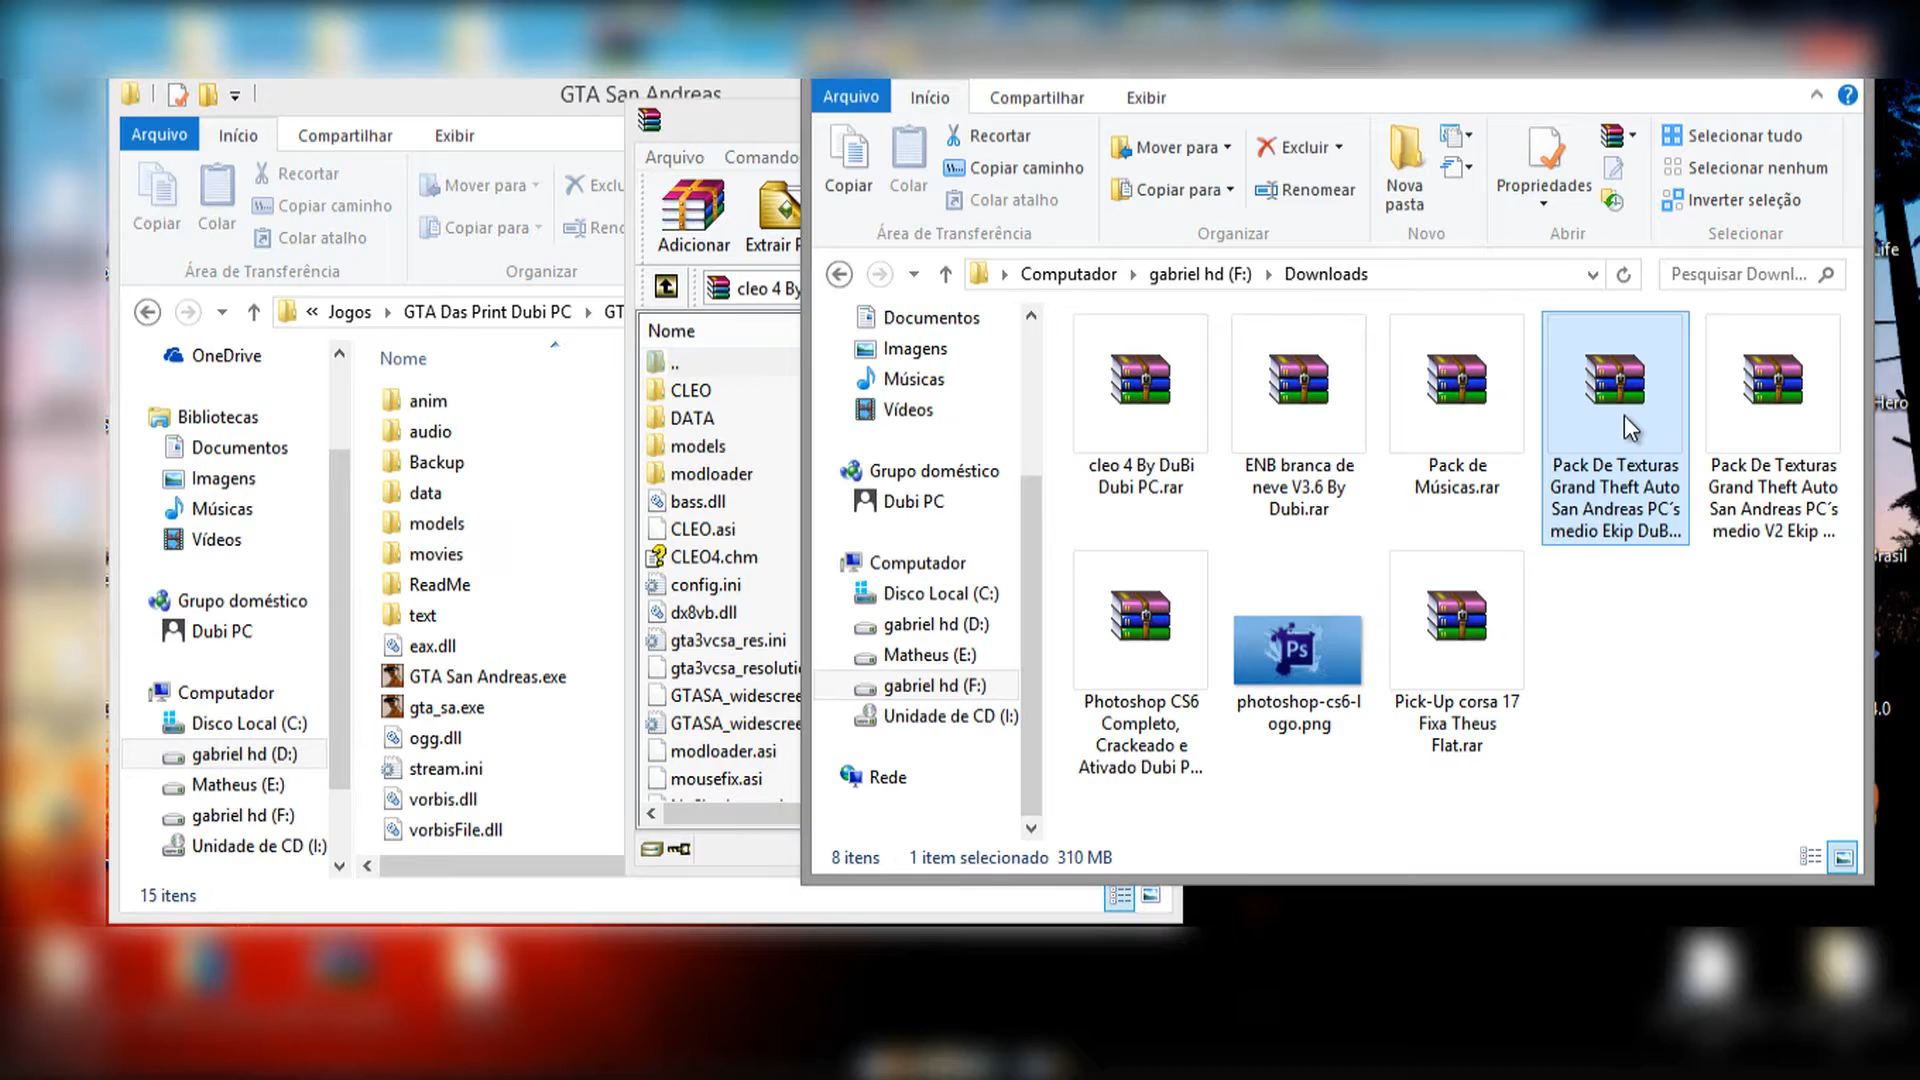 GTA San Andreas
Arquivo Início Compartilhar Exibir
Copiar
Colar
Recortar
Copiar caminho
Colar atalho
Área de Transferência
Mover para
Copiar para
Organizar
« Jogos GTA Das Print Dubi PC
OneDrive
Bibliotecas
Documentos
Imagens
Músicas
Vídeos
Grupo doméstico
Dubi PC
Computador
Disco Local (C:)
gabriel hd (D:)
Matheus (E:)
gabriel hd (F:)
Unidade de CD (I:)
Nome
anim
audio
Backup
data
models
movies
ReadMe
text
eax.dll
GTA San Andreas.exe
gta_sa.exe
ogg.dll
stream.ini
vorbis.dll
vorbisFile.dll
15 itens
Arquivo
Adicionar
cleo 4 By
Nome
..
CLEO
DATA
models
modloader
bass.dll
CLEO.asi
CLEO4.chm
config.ini
dx8vb.dll
gta3vcsa_res.ini
modloader.asi
mousefix.asi
Arquivo Início Compartilhar Exibir
Copiar
Colar
Recortar
Copiar caminho
Colar atalho
Área de Transferência
Mover para
Copiar para
Excluir
Renomear
Organizar
Nova
pasta
Novo
Propriedades
Abrir
Selecionar tudo
Selecionar nenhum
Inverter seleção
Selecionar
Computador gabriel hd (F:) Downloads
Pesquisar Downl...
Documentos
Imagens
Músicas
Vídeos
Grupo doméstico
Dubi PC
Computador
Disco Local (C:)
gabriel hd (D:)
Matheus (E:)
gabriel hd (F:)
Unidade de CD (I:)
Rede
cleo 4 By DuBi
Dubi PC.rar
ENB branca de
neve V3.6 By
Dubi.rar
Pack de
Músicas.rar
Pack De Texturas
Grand Theft Auto
San Andreas PC´s
medio Ekip DuB...
Pack De Texturas
Grand Theft Auto
San Andreas PC´s
medio V2 Ekip ...
Photoshop CS6
Completo,
Crackeado e
Ativado Dubi P...
Ps
photoshop-cs6-l
ogo.png
Pick-Up corsa 17
Fixa Theus
Flat.rar
8 itens 1 item selecionado 310 MB